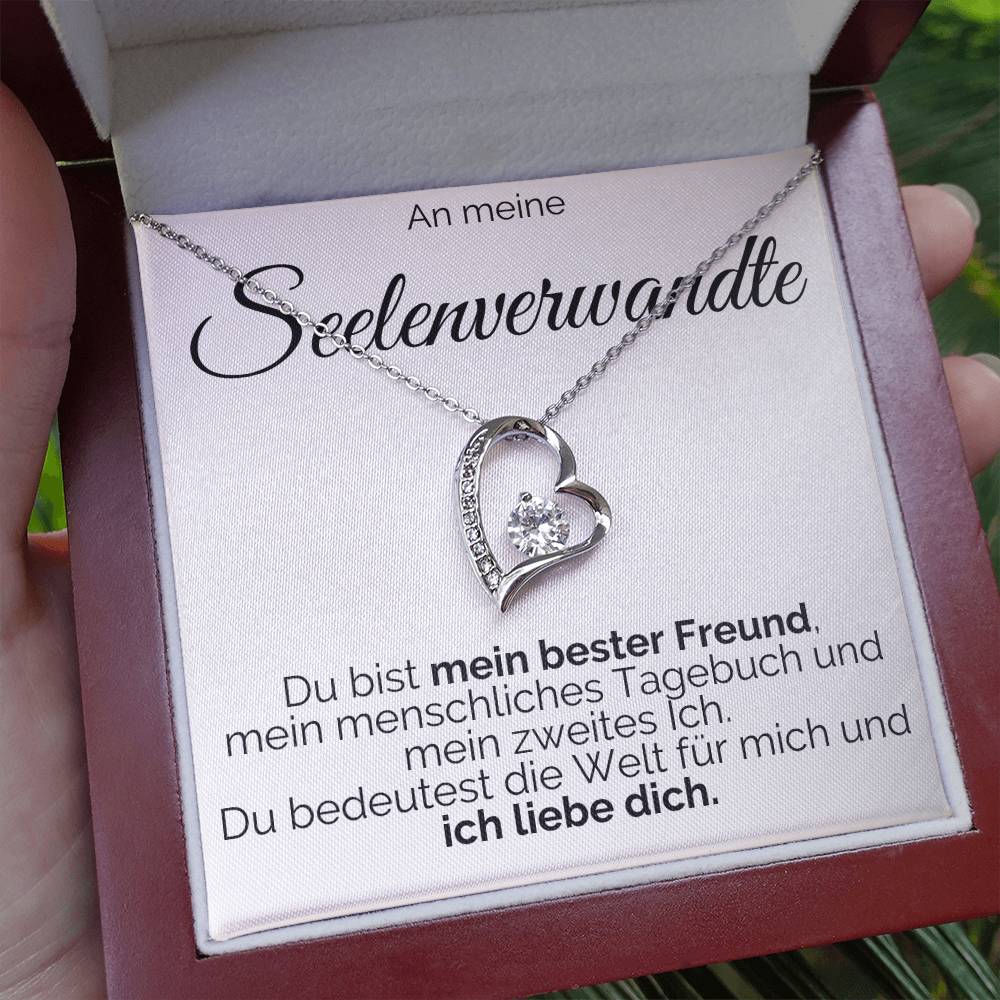 An meine
Seelenverwandte
Du bist mein bester Freund,
mein menschliches Tagebuch und
mein zweites Ich.
Du bedeutest die Welt für mich und
ich liebe dich.